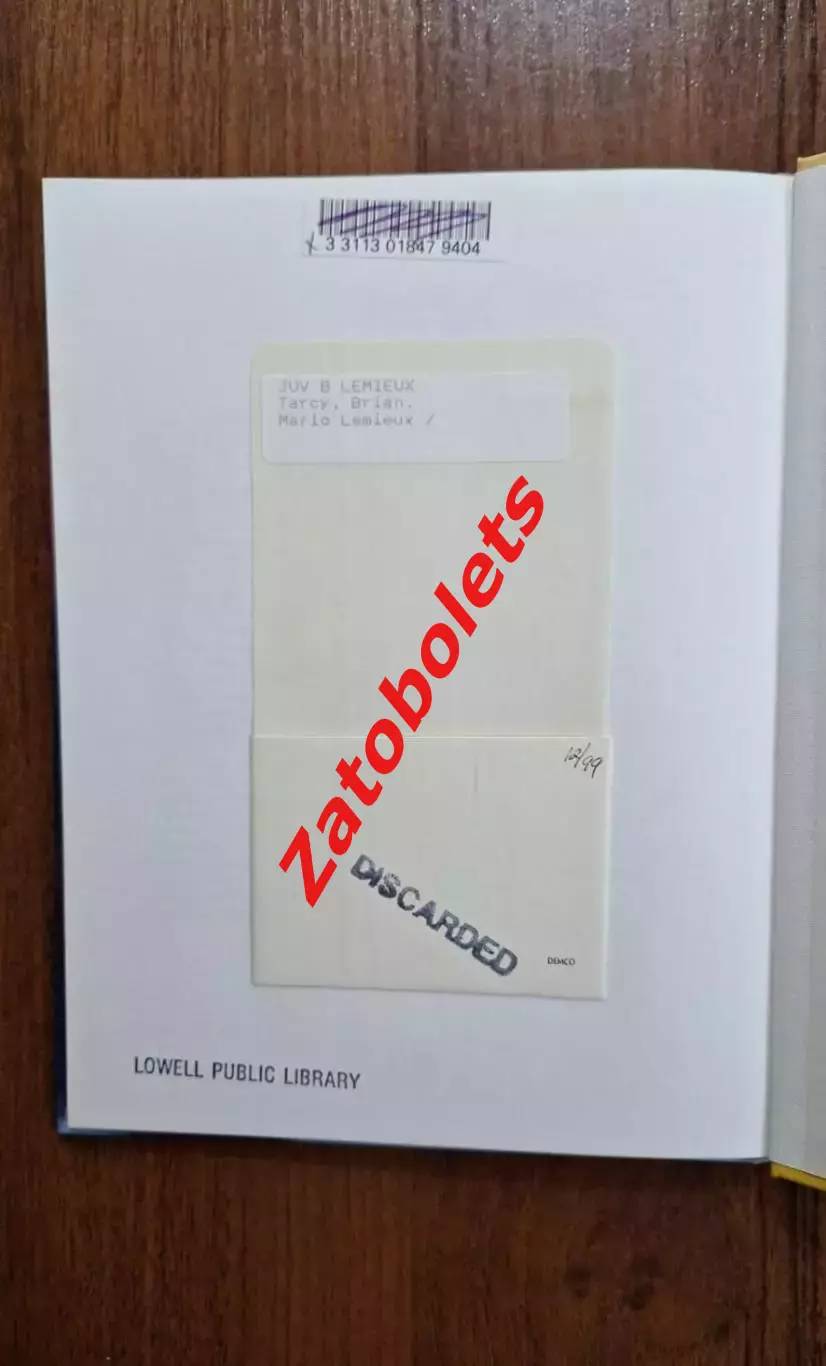 3 3113 01847 9404
JUV B LEMIEUX
Tarcy, Brian.
Mario Lemieux /
Zatobolets
12/99
DISCARDED
DEMCO
LOWELL PUBLIC LIBRARY